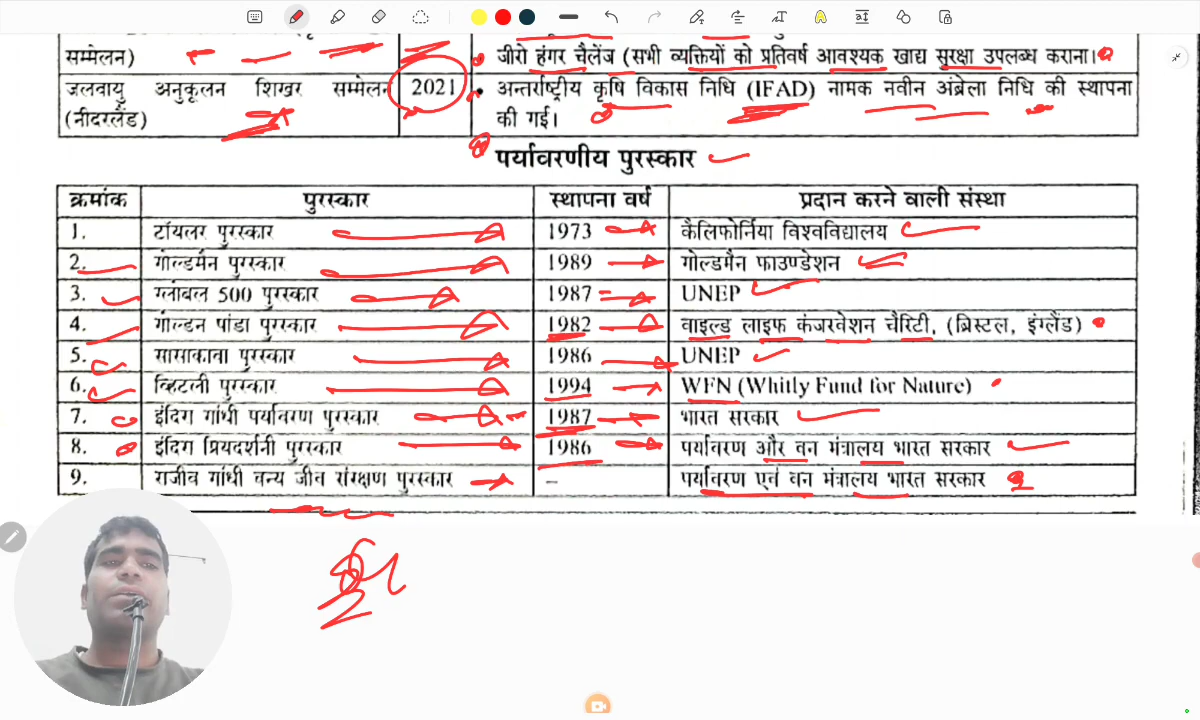 सम्मेलन)
जीरो हंगर चैलेंज (सभी व्यक्तियों को प्रतिवर्ष आवश्यक खाद्य सुरक्षा उपलब्ध कराना।
जलवायु अनुकूलन शिखर सम्मेलन 2021 • अन्तर्राष्ट्रीय कृषि विकास निधि (IFAD) नामक नवीन अंब्रेला निधि की स्थापना
(नीदरलैंड) की गई।
पर्यावरणीय पुरस्कार
क्रमांक पुरस्कार स्थापना वर्ष प्रदान करने वाली संस्था
1. टॉयलर पुरस्कार 1973 कैलिफोर्निया विश्वविद्यालय
2. गोल्डमैन पुरस्कार 1989 गोल्डमैन फाउण्डेशन
3. ग्लोबल 500 पुरस्कार 1987 UNEP
4. गोल्डन पांडा पुरस्कार 1982 वाइल्ड लाइफ कंजरवेशन चैरिटी, (ब्रिस्टल, इंग्लैंड)
5. सासाकावा पुरस्कार 1986 UNEP
6. व्हिटली पुरस्कार 1994 WFN (Whitly Fund for Nature)
7. इंदिरा गांधी पर्यावरण पुरस्कार 1987 भारत सरकार
8. इंदिरा प्रियदर्शनी पुरस्कार 1986 पर्यावरण और वन मंत्रालय भारत सरकार
9. राजीव गांधी वन्य जीव संरक्षण पुरस्कार – पर्यावरण एवं वन मंत्रालय भारत सरकार